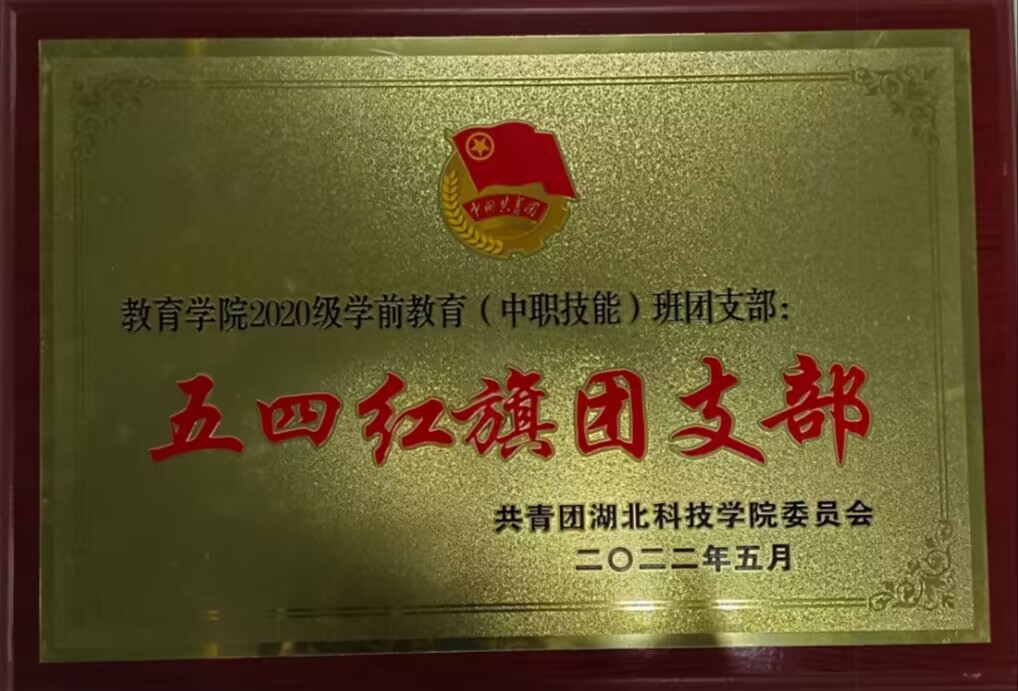 中国共青团
教育学院2020级学前教育（中职技能）班团支部：
五四红旗团支部
共青团湖北科技学院委员会
二〇二二年五月